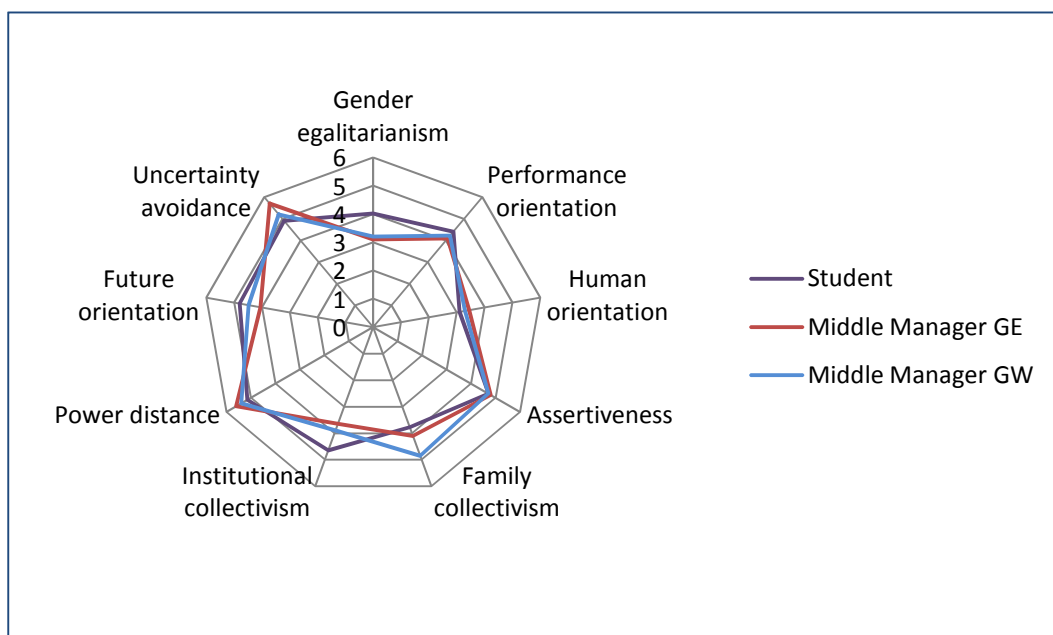 Gender
egalitarianism
Performance
orientation
Human
orientation
Assertiveness
Family
collectivism
Institutional
collectivism
Power distance
Future
orientation
Uncertainty
avoidance
6
5
4
3
2
1
0
Student
Middle Manager GE
Middle Manager GW